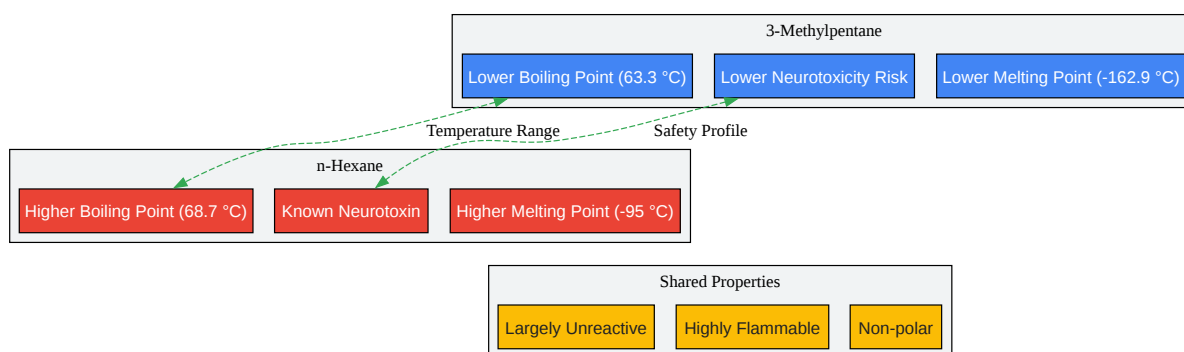 3-Methylpentane
Lower Boiling Point (63.3 °C)
Lower Neurotoxicity Risk
Lower Melting Point (-162.9 °C)
Temperature Range
Safety Profile
n-Hexane
Higher Boiling Point (68.7 °C)
Known Neurotoxin
Higher Melting Point (-95 °C)
Shared Properties
Largely Unreactive
Highly Flammable
Non-polar